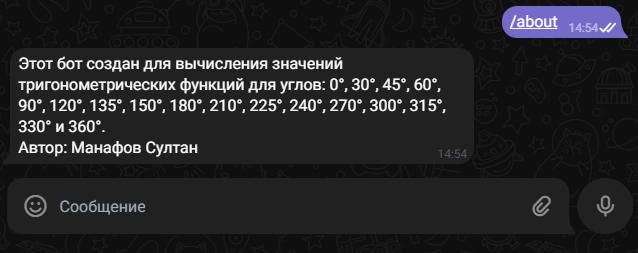 /about
14:54
Этот бот создан для вычисления значений
тригонометрических функций для углов: 0°, 30°, 45°, 60°,
90°, 120°, 135°, 150°, 180°, 210°, 225°, 240°, 270°, 300°, 315°,
330° и 360°.
Автор: Манафов Султан
14:54
Сообщение